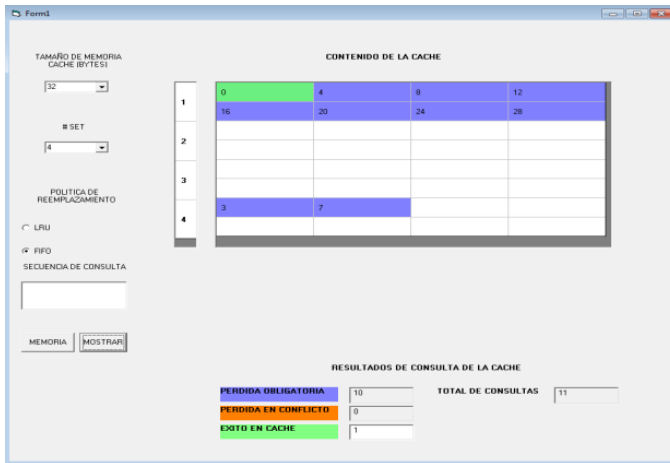 Form1
TAMAÑO DE MEMORIA
CACHE (BYTES)
32
# SET
4
POLITICA DE
REEMPLAZAMIENTO
LRU
FIFO
SECUENCIA DE CONSULTA
MEMORIA
MOSTRAR
CONTENIDO DE LA CACHE
1
0 4 8 12
16 20 24 28
2
3
4
3 7
RESULTADOS DE CONSULTA DE LA CACHE
PERDIDA OBLIGATORIA 10
TOTAL DE CONSULTAS 11
PERDIDA EN CONFLICTO 0
EXITO EN CACHE 1